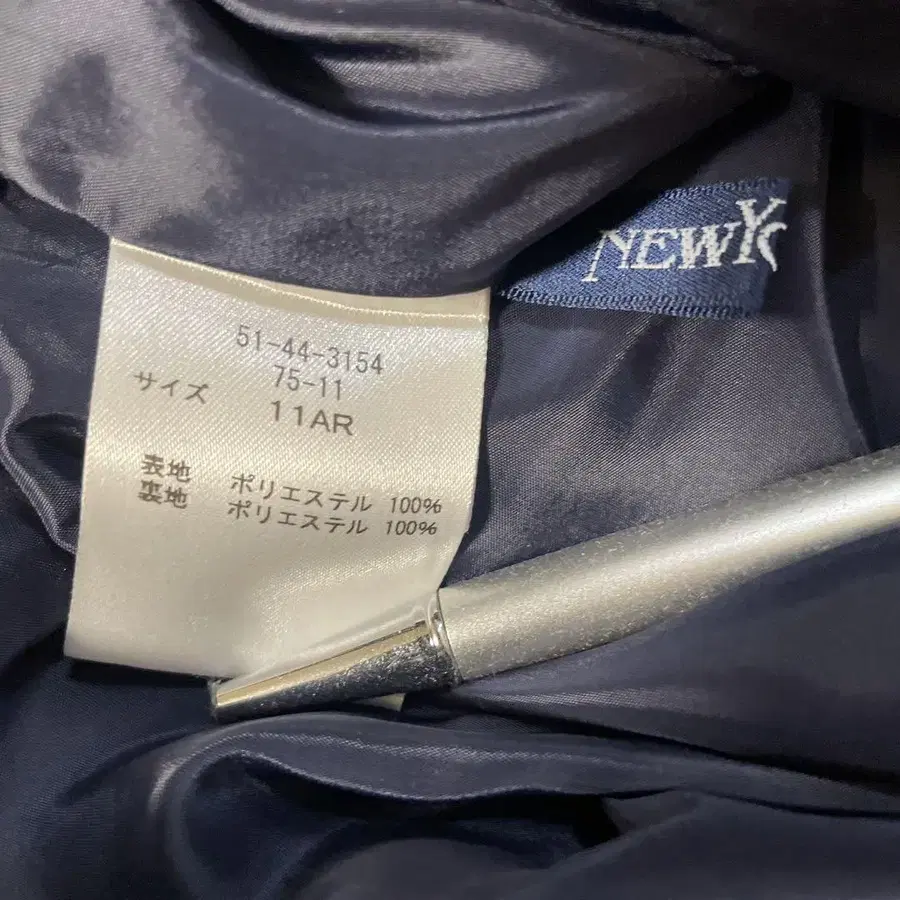 NEWYO
51-44-3154
75-11
サイズ 11AR
表地 ポリエステル 100%
裏地 ポリエステル 100%